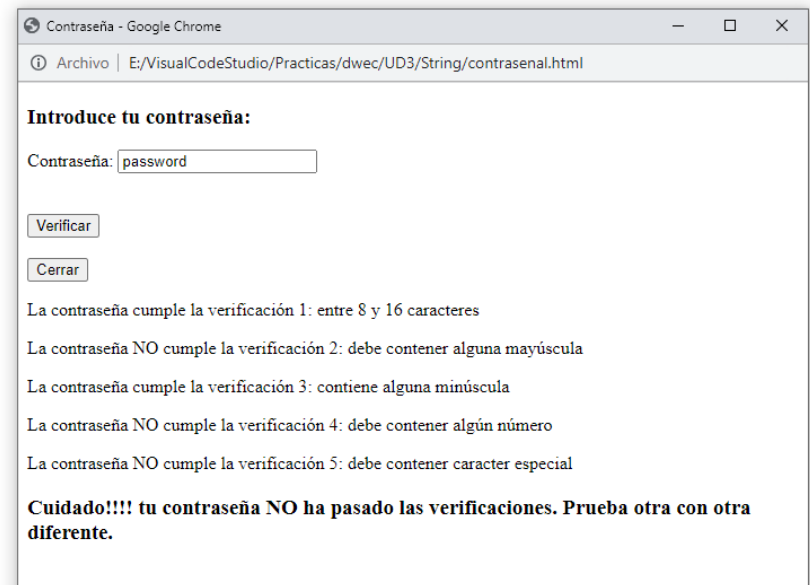 Contraseña - Google Chrome
Archivo | E:/VisualCodeStudio/Practicas/dwec/UD3/String/contrasenal.html
Introduce tu contraseña:
Contraseña: password
Verificar
Cerrar
La contraseña cumple la verificación 1: entre 8 y 16 caracteres
La contraseña NO cumple la verificación 2: debe contener alguna mayúscula
La contraseña cumple la verificación 3: contiene alguna minúscula
La contraseña NO cumple la verificación 4: debe contener algún número
La contraseña NO cumple la verificación 5: debe contener caracter especial
Cuidado!!!! tu contraseña NO ha pasado las verificaciones. Prueba otra con otra
diferente.